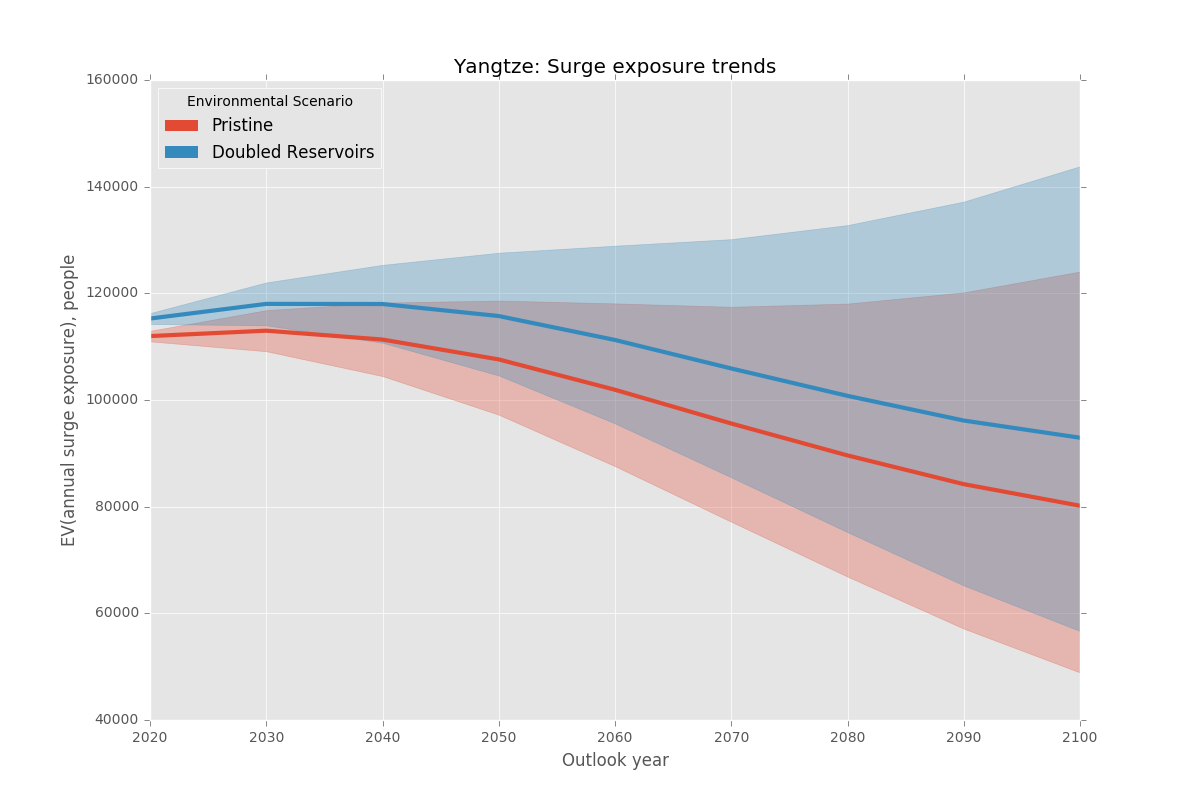 Yangtze: Surge exposure trends
Environmental Scenario
Pristine
Doubled Reservoirs
EV(annual surge exposure), people
160000
140000
120000
100000
80000
60000
40000
2020 2030 2040 2050 2060 2070 2080 2090 2100
Outlook year